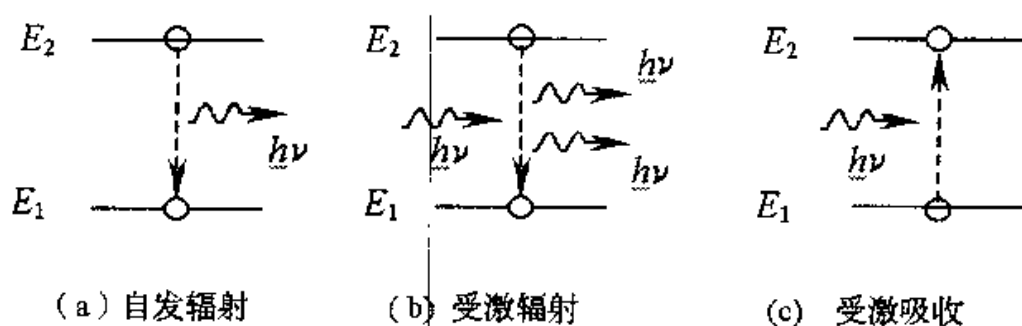 E₂ hν hν E₂
hν hν hν hν
E₁ E₁ E₁
(a) 自发辐射 (b) 受激辐射 (c) 受激吸收